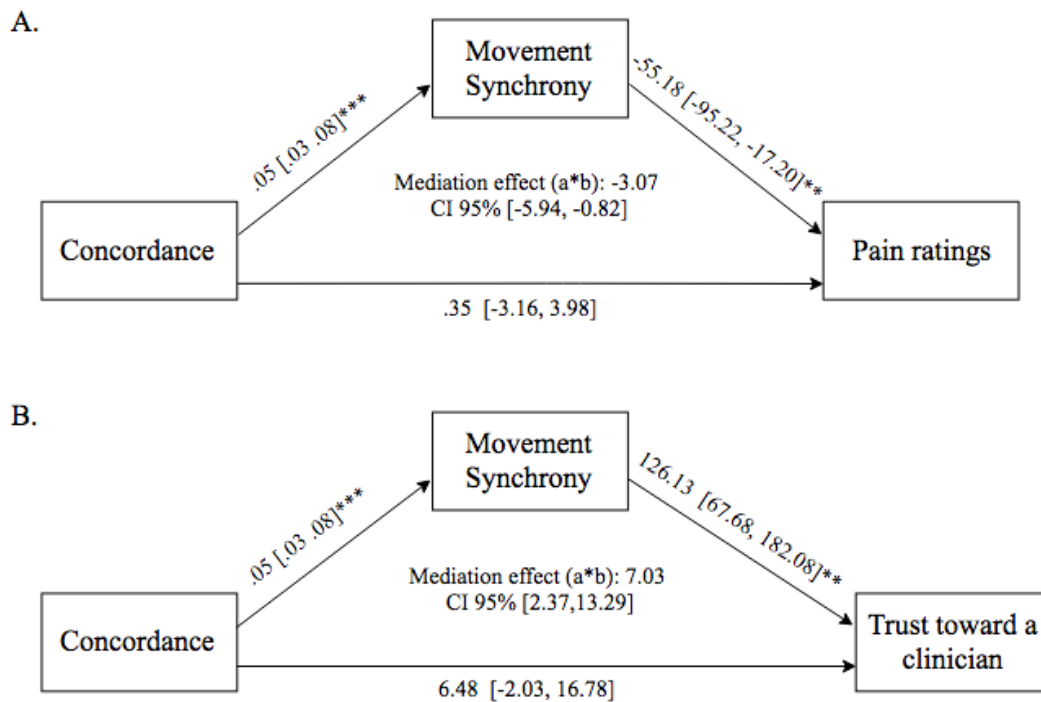 A.
Movement
Synchrony
.05 [.03 .08]***
-55.18 [-95.22, -17.20]**
Mediation effect (a*b): -3.07
CI 95% [-5.94, -0.82]
Concordance
Pain ratings
.35 [-3.16, 3.98]
B.
Movement
Synchrony
.05 [.03 .08]***
126.13 [67.68, 182.08]**
Mediation effect (a*b): 7.03
CI 95% [2.37,13.29]
Concordance
Trust toward a
clinician
6.48 [-2.03, 16.78]